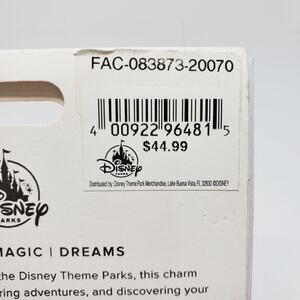 FAC-083873-20070
4 00922 96481 5
$44.99
Disney
PARKS
Distributed by: Disney Theme Park Merchandise, Lake Buena Vista, FL 32830 ©DISNEY
DISNEY
PARKS
MAGIC | DREAMS
the Disney Theme Parks, this charm
ring adventures, and discovering your